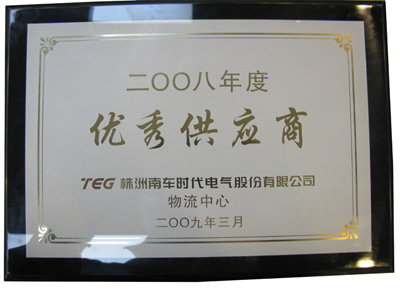 二〇〇八年度
优秀供应商
TEG 株洲南车时代电气股份有限公司
物流中心
二〇〇九年三月